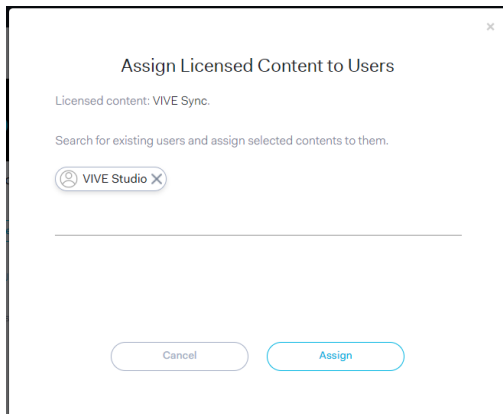 Assign Licensed Content to Users
Licensed content: VIVE Sync.
Search for existing users and assign selected contents to them.
VIVE Studio
Cancel
Assign